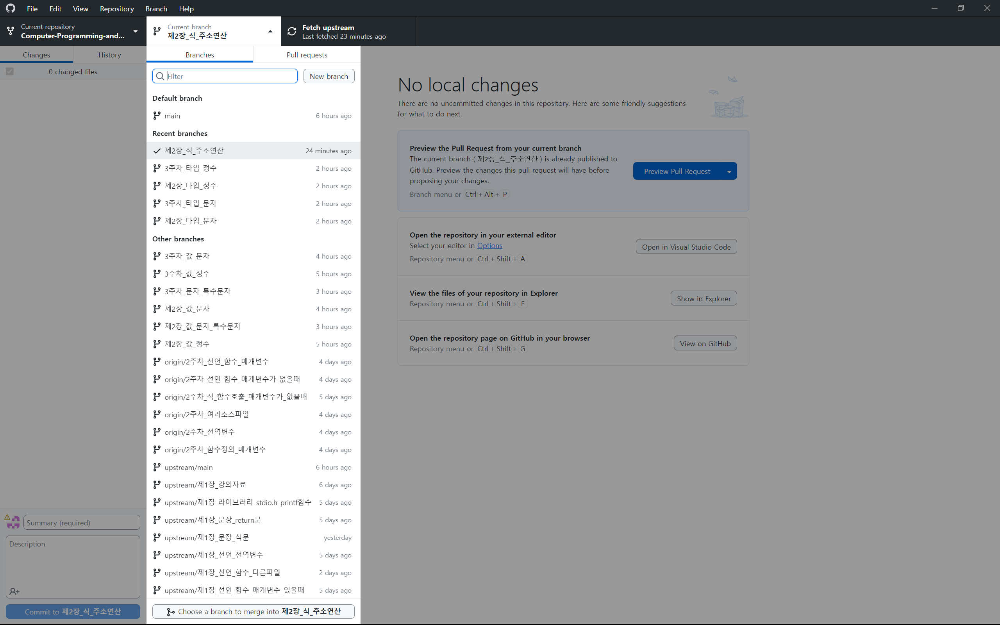 File Edit View Repository Branch Help
Current repository
Computer-Programming-and...
Current branch
제2장_식_주소연산
Fetch upstream
Last fetched 23 minutes ago
Changes History
0 changed files
Branches Pull requests
Filter New branch
Default branch
main 6 hours ago
Recent branches
제2장_식_주소연산 24 minutes ago
3주차_타입_정수 2 hours ago
제2장_타입_정수 2 hours ago
3주차_타입_문자 2 hours ago
제2장_타입_문자 2 hours ago
Other branches
3주차_값_문자 4 hours ago
3주차_값_정수 5 hours ago
3주차_문자_특수문자 3 hours ago
제2장_값_문자 4 hours ago
제2장_값_문자_특수문자 3 hours ago
제2장_값_정수 5 hours ago
origin/2주차_선언_함수_매개변수 4 days ago
origin/2주차_선언_함수_매개변수가_없을때 4 days ago
origin/2주차_식_함수호출_매개변수가_없을때 5 days ago
origin/2주차_여러소스파일 4 days ago
origin/2주차_전역변수 4 days ago
origin/2주차_함수정의_매개변수 4 days ago
upstream/main 6 hours ago
upstream/제1장_강의자료 6 days ago
upstream/제1장_라이브러리_stdio.h_printf함수 5 days ago
upstream/제1장_문장_return문 5 days ago
upstream/제1장_문장_식문 yesterday
upstream/제1장_선언_전역변수 5 days ago
upstream/제1장_선언_함수_다른파일 2 days ago
upstream/제1장_선언_함수_매개변수_있을때 5 days ago
Choose a branch to merge into 제2장_식_주소연산
No local changes
There are no uncommitted changes in this repository. Here are some friendly suggestions
for what to do next.
Preview the Pull Request from your current branch
The current branch ( 제2장_식_주소연산 ) is already published to
GitHub. Preview the changes this pull request will have before
proposing your changes.
Branch menu or Ctrl + Alt + P
Preview Pull Request
Open the repository in your external editor
Select your editor in Options
Repository menu or Ctrl + Shift + A
Open in Visual Studio Code
View the files of your repository in Explorer
Repository menu or Ctrl + Shift + F
Show in Explorer
Open the repository page on GitHub in your browser
Repository menu or Ctrl + Shift + G
View on GitHub
Summary (required)
Description
Commit to 제2장_식_주소연산